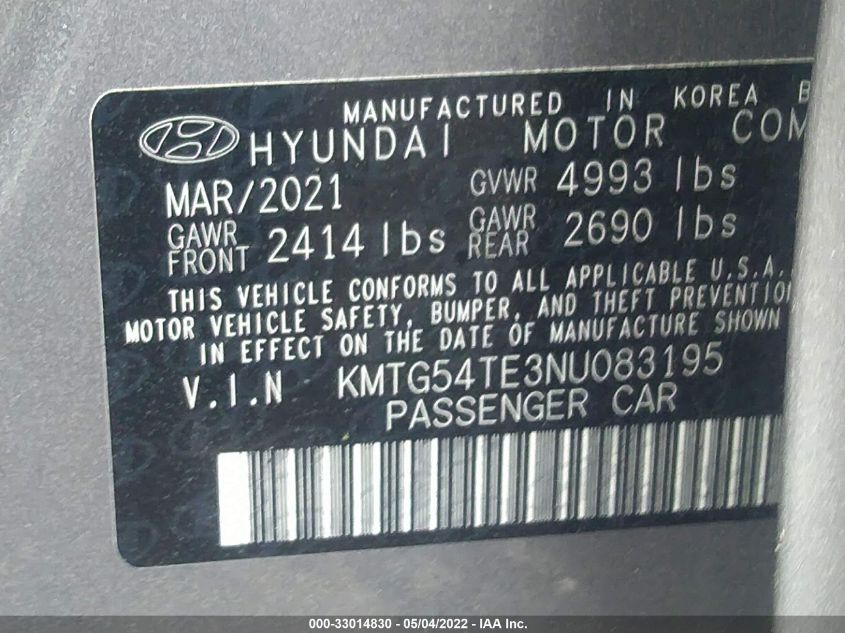 MANUFACTURED IN KOREA B
HYUNDAI MOTOR COM
MAR/2021 GVWR 4993 lbs
GAWR FRONT 2414 lbs GAWR REAR 2690 lbs
THIS VEHICLE CONFORMS TO ALL APPLICABLE U.S.A.
MOTOR VEHICLE SAFETY, BUMPER, AND THEFT PREVENTIO
IN EFFECT ON THE DATE OF MANUFACTURE SHOWN
V.I.N KMTG54TE3NU083195
PASSENGER CAR
000-33014830 - 05/04/2022 - IAA Inc.